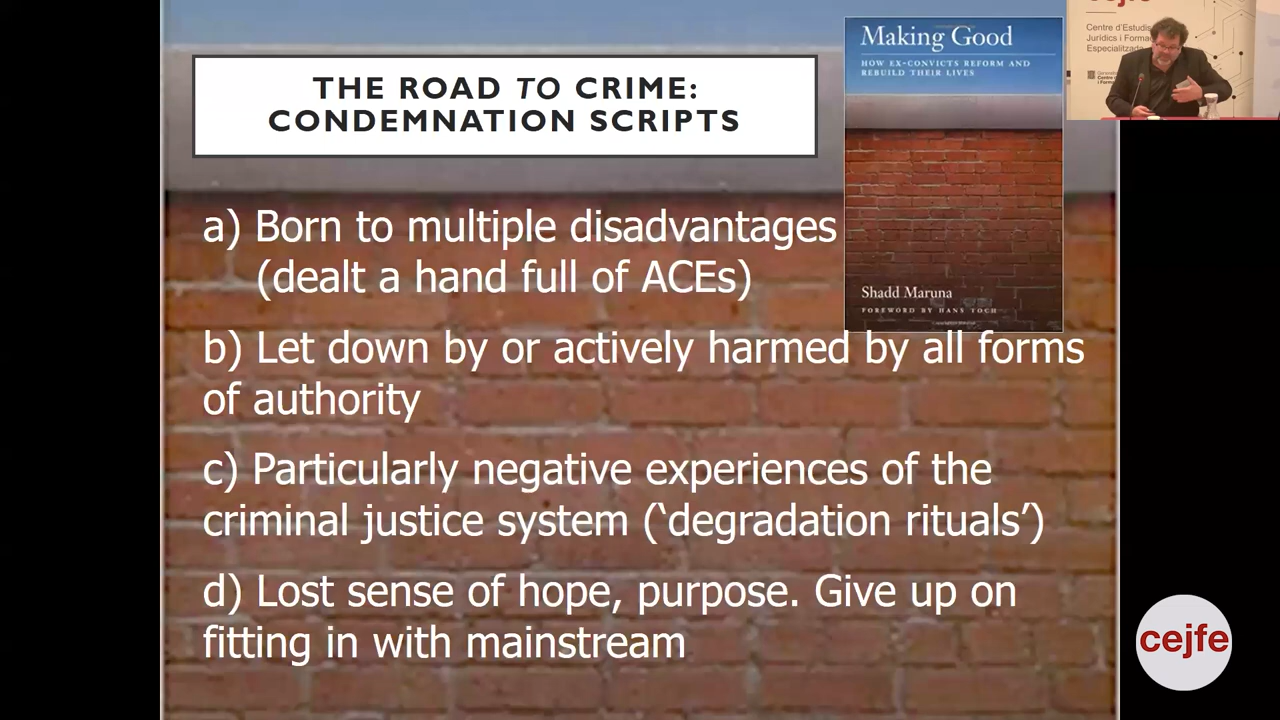 THE ROAD TO CRIME:
CONDEMNATION SCRIPTS
a) Born to multiple disadvantages
(dealt a hand full of ACEs)
b) Let down by or actively harmed by all forms
of authority
c) Particularly negative experiences of the
criminal justice system (‘degradation rituals’)
d) Lost sense of hope, purpose. Give up on
fitting in with mainstream
Making Good
HOW EX-CONVICTS REFORM AND
REBUILD THEIR LIVES
Shadd Maruna
FOREWORD BY HANS TOCH
cejfe
Centre d'Estudis
Jurídics i Formació
Especialitzada
cejfe